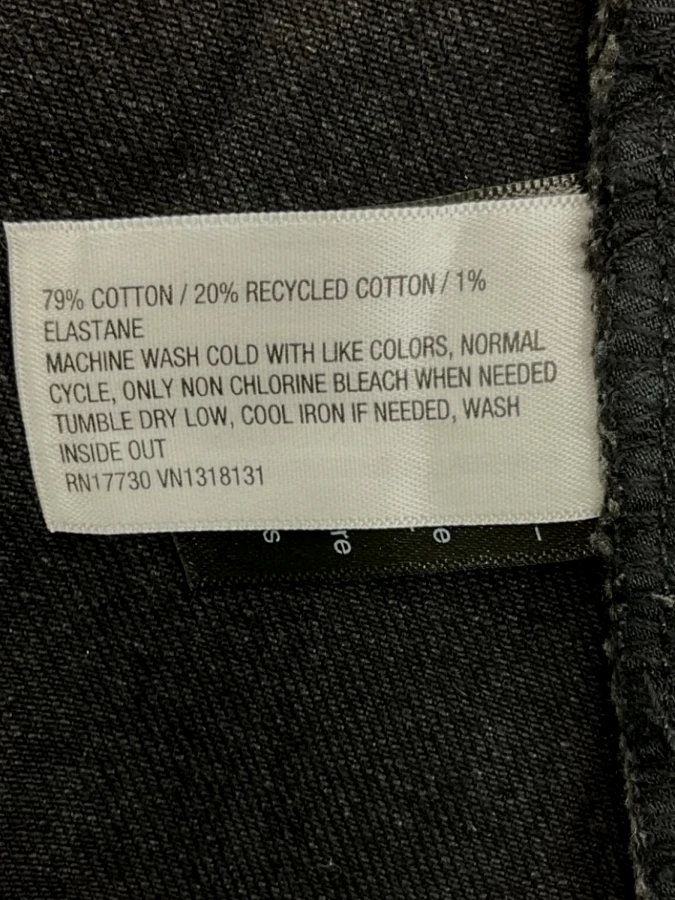 79% COTTON / 20% RECYCLED COTTON / 1%
ELASTANE
MACHINE WASH COLD WITH LIKE COLORS, NORMAL
CYCLE, ONLY NON CHLORINE BLEACH WHEN NEEDED
TUMBLE DRY LOW, COOL IRON IF NEEDED, WASH
INSIDE OUT
RN17730 VN1318131